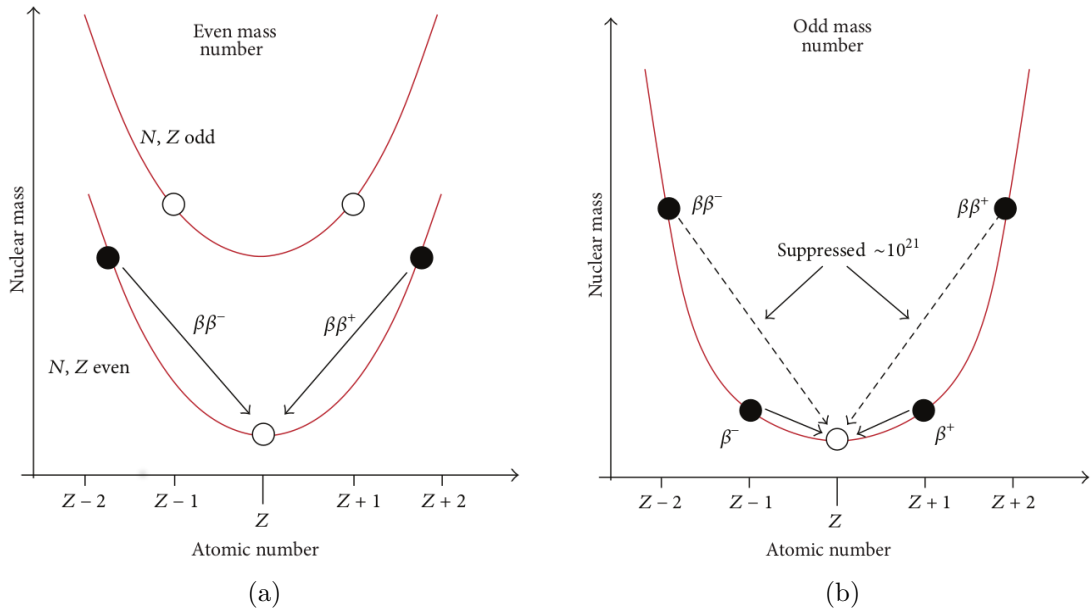 Even mass
number
N, Z odd
Nuclear mass
ββ⁻
ββ⁺
N, Z even
Z − 2
Z − 1
Z
Z + 1
Z + 2
Atomic number
(a)
Odd mass
number
ββ⁻
ββ⁺
Suppressed ~10²¹
Nuclear mass
β⁻
β⁺
Z − 2
Z − 1
Z
Z + 1
Z + 2
Atomic number
(b)